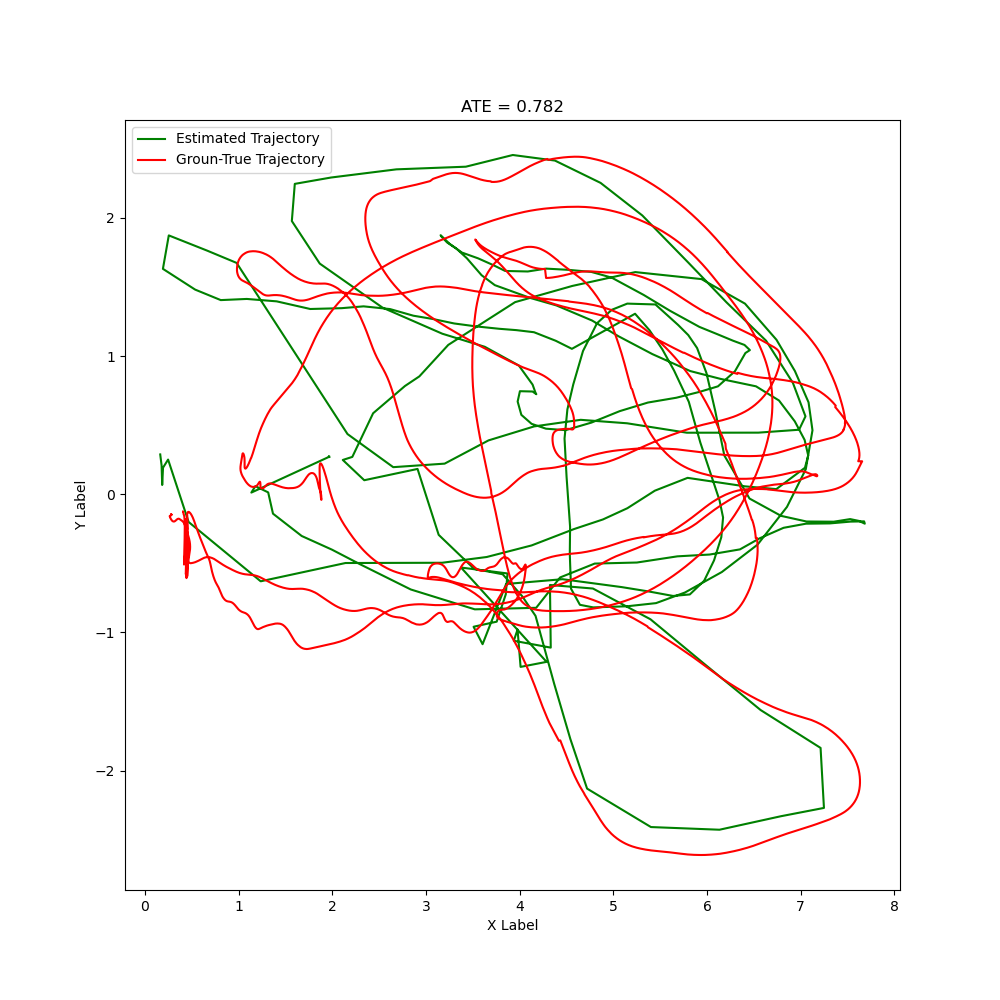 ATE = 0.782
Estimated Trajectory
Groun-True Trajectory
2
1
0
−1
−2
Y Label
0 1 2 3 4 5 6 7 8
X Label